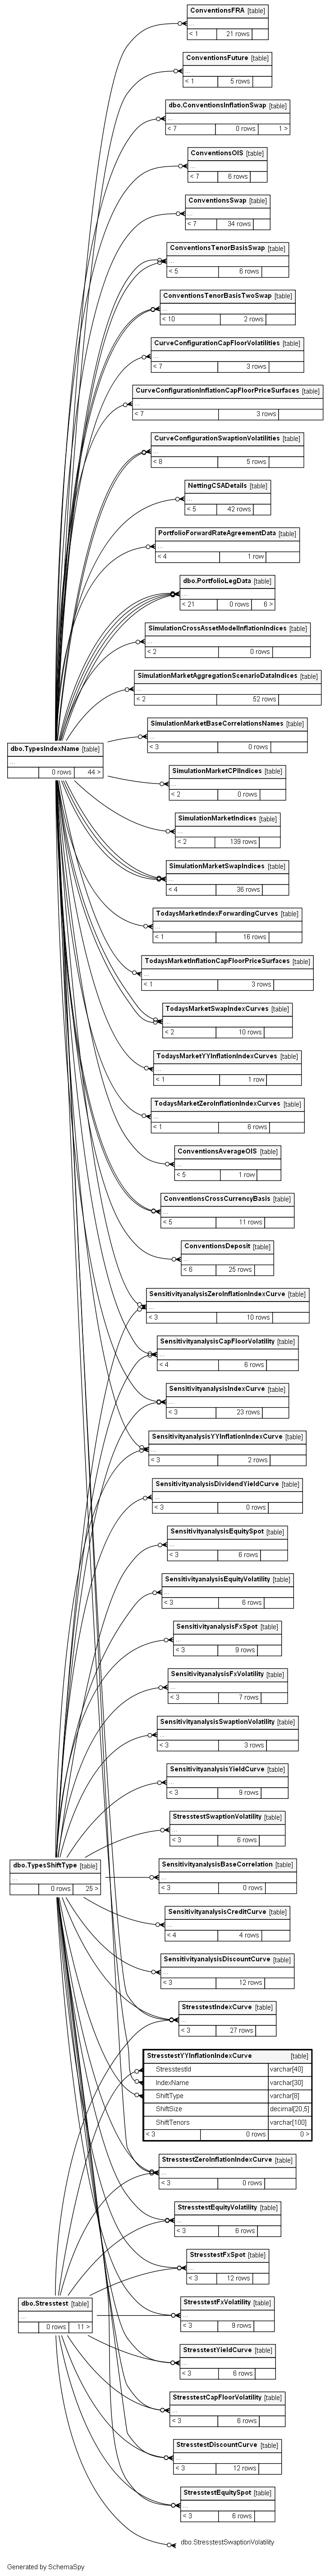 ConventionsFRA [table]
...
< 1 21 rows
ConventionsFuture [table]
...
< 1 5 rows
dbo.ConventionsInflationSwap [table]
...
< 7 0 rows 1 >
ConventionsOIS [table]
...
< 7 6 rows
ConventionsSwap [table]
...
< 7 34 rows
ConventionsTenorBasisSwap [table]
...
< 5 6 rows
ConventionsTenorBasisTwoSwap [table]
...
< 10 2 rows
CurveConfigurationCapFloorVolatilities [table]
...
< 7 3 rows
CurveConfigurationInflationCapFloorPriceSurfaces [table]
...
< 7 3 rows
CurveConfigurationSwaptionVolatilities [table]
...
< 8 5 rows
NettingCSADetails [table]
...
< 5 42 rows
PortfolioForwardRateAgreementData [table]
...
< 4 1 row
dbo.PortfolioLegData [table]
...
< 21 0 rows 6 >
SimulationCrossAssetModelInflationIndices [table]
...
< 2 0 rows
SimulationMarketAggregationScenarioDataIndices [table]
...
< 2 52 rows
SimulationMarketBaseCorrelationsNames [table]
...
< 3 0 rows
dbo.TypesIndexName [table]
...
0 rows 44 >
SimulationMarketCPIIndices [table]
...
< 2 0 rows
SimulationMarketIndices [table]
...
< 2 139 rows
SimulationMarketSwapIndices [table]
...
< 4 36 rows
TodaysMarketIndexForwardingCurves [table]
...
< 1 16 rows
TodaysMarketInflationCapFloorPriceSurfaces [table]
...
< 1 3 rows
TodaysMarketSwapIndexCurves [table]
...
< 2 10 rows
TodaysMarketYYInflationIndexCurves [table]
...
< 1 1 row
TodaysMarketZeroInflationIndexCurves [table]
...
< 1 6 rows
ConventionsAverageOIS [table]
...
< 5 1 row
ConventionsCrossCurrencyBasis [table]
...
< 5 11 rows
ConventionsDeposit [table]
...
< 6 25 rows
SensitivityanalysisZeroInflationIndexCurve [table]
...
< 3 10 rows
SensitivityanalysisCapFloorVolatility [table]
...
< 4 6 rows
SensitivityanalysisIndexCurve [table]
...
< 3 23 rows
SensitivityanalysisYYInflationIndexCurve [table]
...
< 3 2 rows
SensitivityanalysisDividendYieldCurve [table]
...
< 3 0 rows
SensitivityanalysisEquitySpot [table]
...
< 3 6 rows
SensitivityanalysisEquityVolatility [table]
...
< 3 6 rows
SensitivityanalysisFxSpot [table]
...
< 3 9 rows
SensitivityanalysisFxVolatility [table]
...
< 3 7 rows
SensitivityanalysisSwaptionVolatility [table]
...
< 3 3 rows
SensitivityanalysisYieldCurve [table]
...
< 3 9 rows
StresstestSwaptionVolatility [table]
...
< 3 6 rows
dbo.TypesShiftType [table]
...
0 rows 25 >
SensitivityanalysisBaseCorrelation [table]
...
< 3 0 rows
SensitivityanalysisCreditCurve [table]
...
< 4 4 rows
SensitivityanalysisDiscountCurve [table]
...
< 3 12 rows
StresstestIndexCurve [table]
...
< 3 27 rows
StresstestYYInflationIndexCurve [table]
StresstestId varchar[40]
IndexName varchar[30]
ShiftType varchar[8]
ShiftSize decimal[20,5]
ShiftTenors varchar[100]
< 3 0 rows 0 >
StresstestZeroInflationIndexCurve [table]
...
< 3 0 rows
StresstestEquityVolatility [table]
...
< 3 6 rows
StresstestFxSpot [table]
...
< 3 12 rows
dbo.Stresstest [table]
...
0 rows 11 >
StresstestFxVolatility [table]
...
< 3 9 rows
StresstestYieldCurve [table]
...
< 3 6 rows
StresstestCapFloorVolatility [table]
...
< 3 6 rows
StresstestDiscountCurve [table]
...
< 3 12 rows
StresstestEquitySpot [table]
...
< 3 6 rows
dbo.StresstestSwaptionVolatility
Generated by SchemaSpy